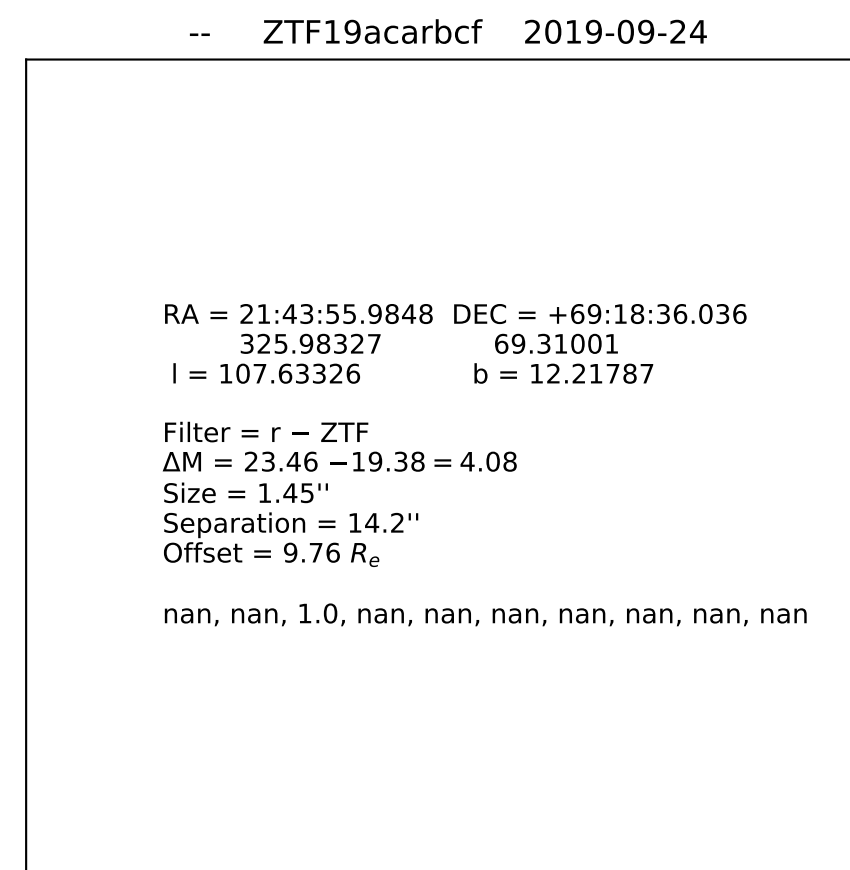 -- ZTF19acarbcf 2019-09-24
RA = 21:43:55.9848 DEC = +69:18:36.036
325.98327 69.31001
l = 107.63326 b = 12.21787
Filter = r − ZTF
ΔM = 23.46 −19.38 = 4.08
Size = 1.45''
Separation = 14.2''
Offset = 9.76 Rₑ
nan, nan, 1.0, nan, nan, nan, nan, nan, nan, nan